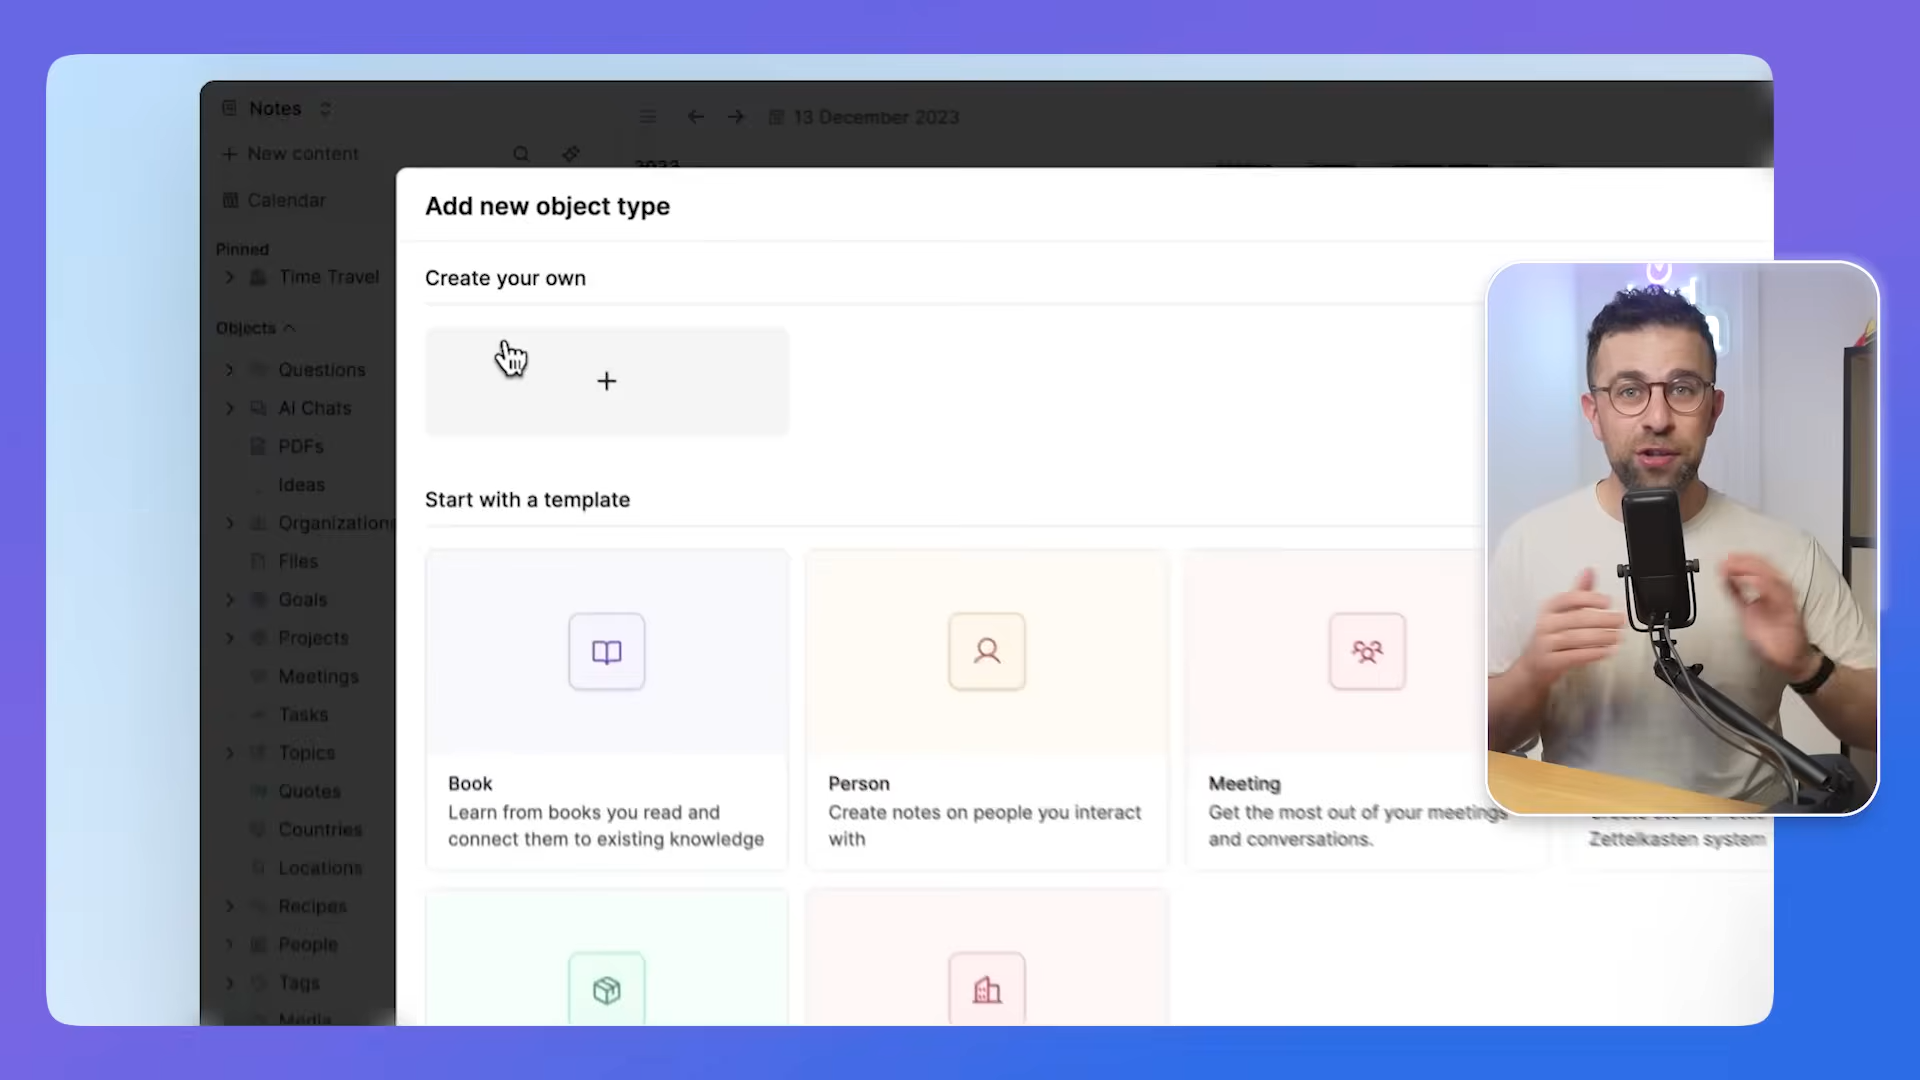 Notes
13 December 2023
New content
Calendar
Pinned
Time Travel
Objects
Questions
AI Chats
PDFs
Ideas
Organization
Files
Goals
Projects
Meetings
Tasks
Topics
Quotes
Countries
Locations
Recipes
People
Tags
Media
Add new object type
Create your own
+
Start with a template
Book
Learn from books you read and
connect them to existing knowledge
Person
Create notes on people you interact
with
Meeting
Get the most out of your meetings
and conversations.
Zettelkasten system